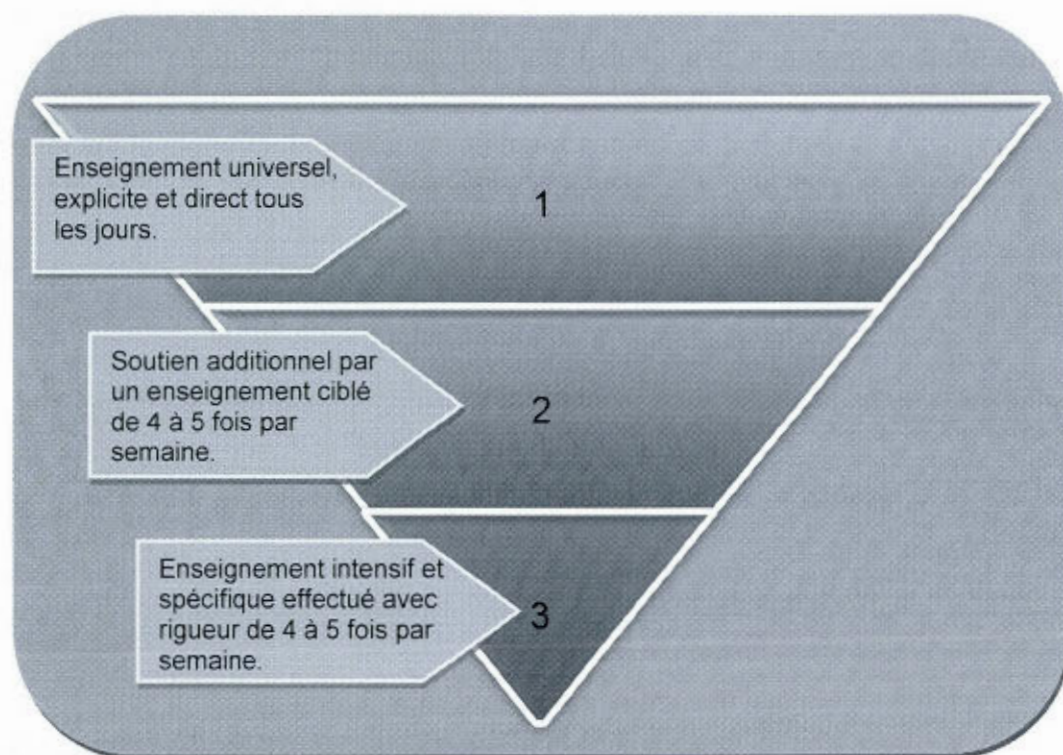 Enseignement universel,
explicite et direct tous
les jours.
1
Soutien additionnel par
un enseignement ciblé
de 4 à 5 fois par
semaine.
2
Enseignement intensif et
spécifique effectué avec
rigueur de 4 à 5 fois par
semaine.
3